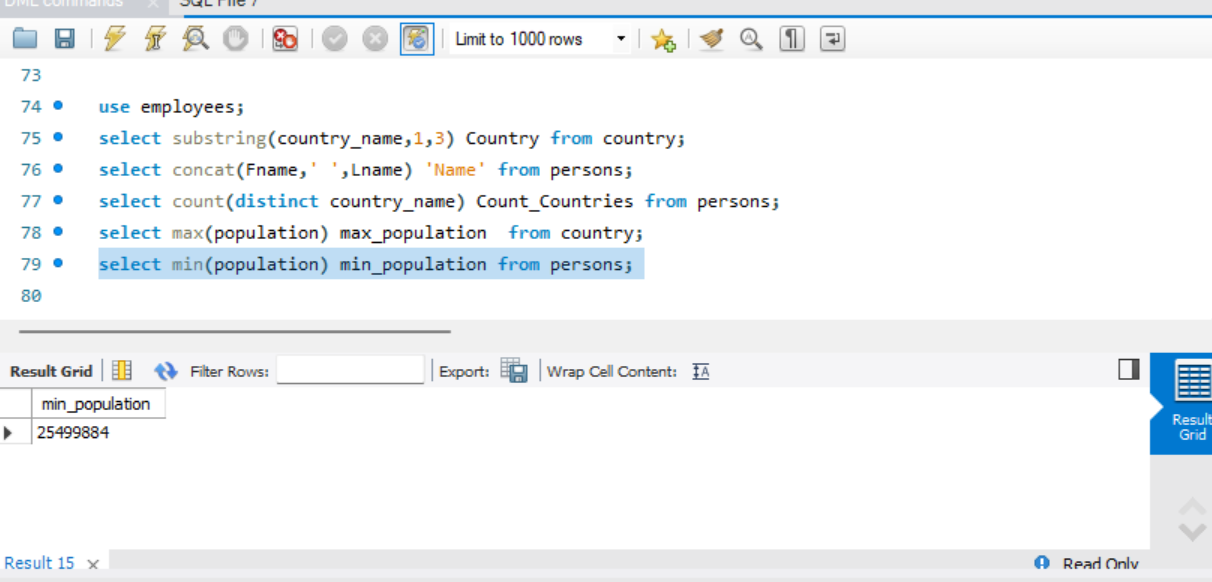 DML commands × SQL File 7
Limit to 1000 rows
73
74 use employees;
75 select substring(country_name,1,3) Country from country;
76 select concat(Fname,' ',Lname) 'Name' from persons;
77 select count(distinct country_name) Count_Countries from persons;
78 select max(population) max_population  from country;
79 select min(population) min_population from persons;
80
Result Grid Filter Rows: Export: Wrap Cell Content: IA
min_population
25499884
Result
Grid
Result 15 × Read Only